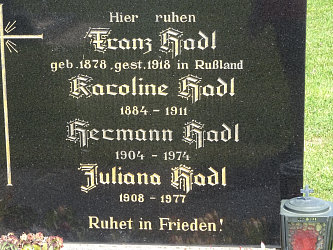 Hier ruhen
Franz Hadl
geb. 1878, gest. 1918 in Rußland
Karoline Hadl
1884 - 1911
Hermann Hadl
1904 - 1974
Juliana Hadl
1908 - 1977
Ruhet in Frieden!